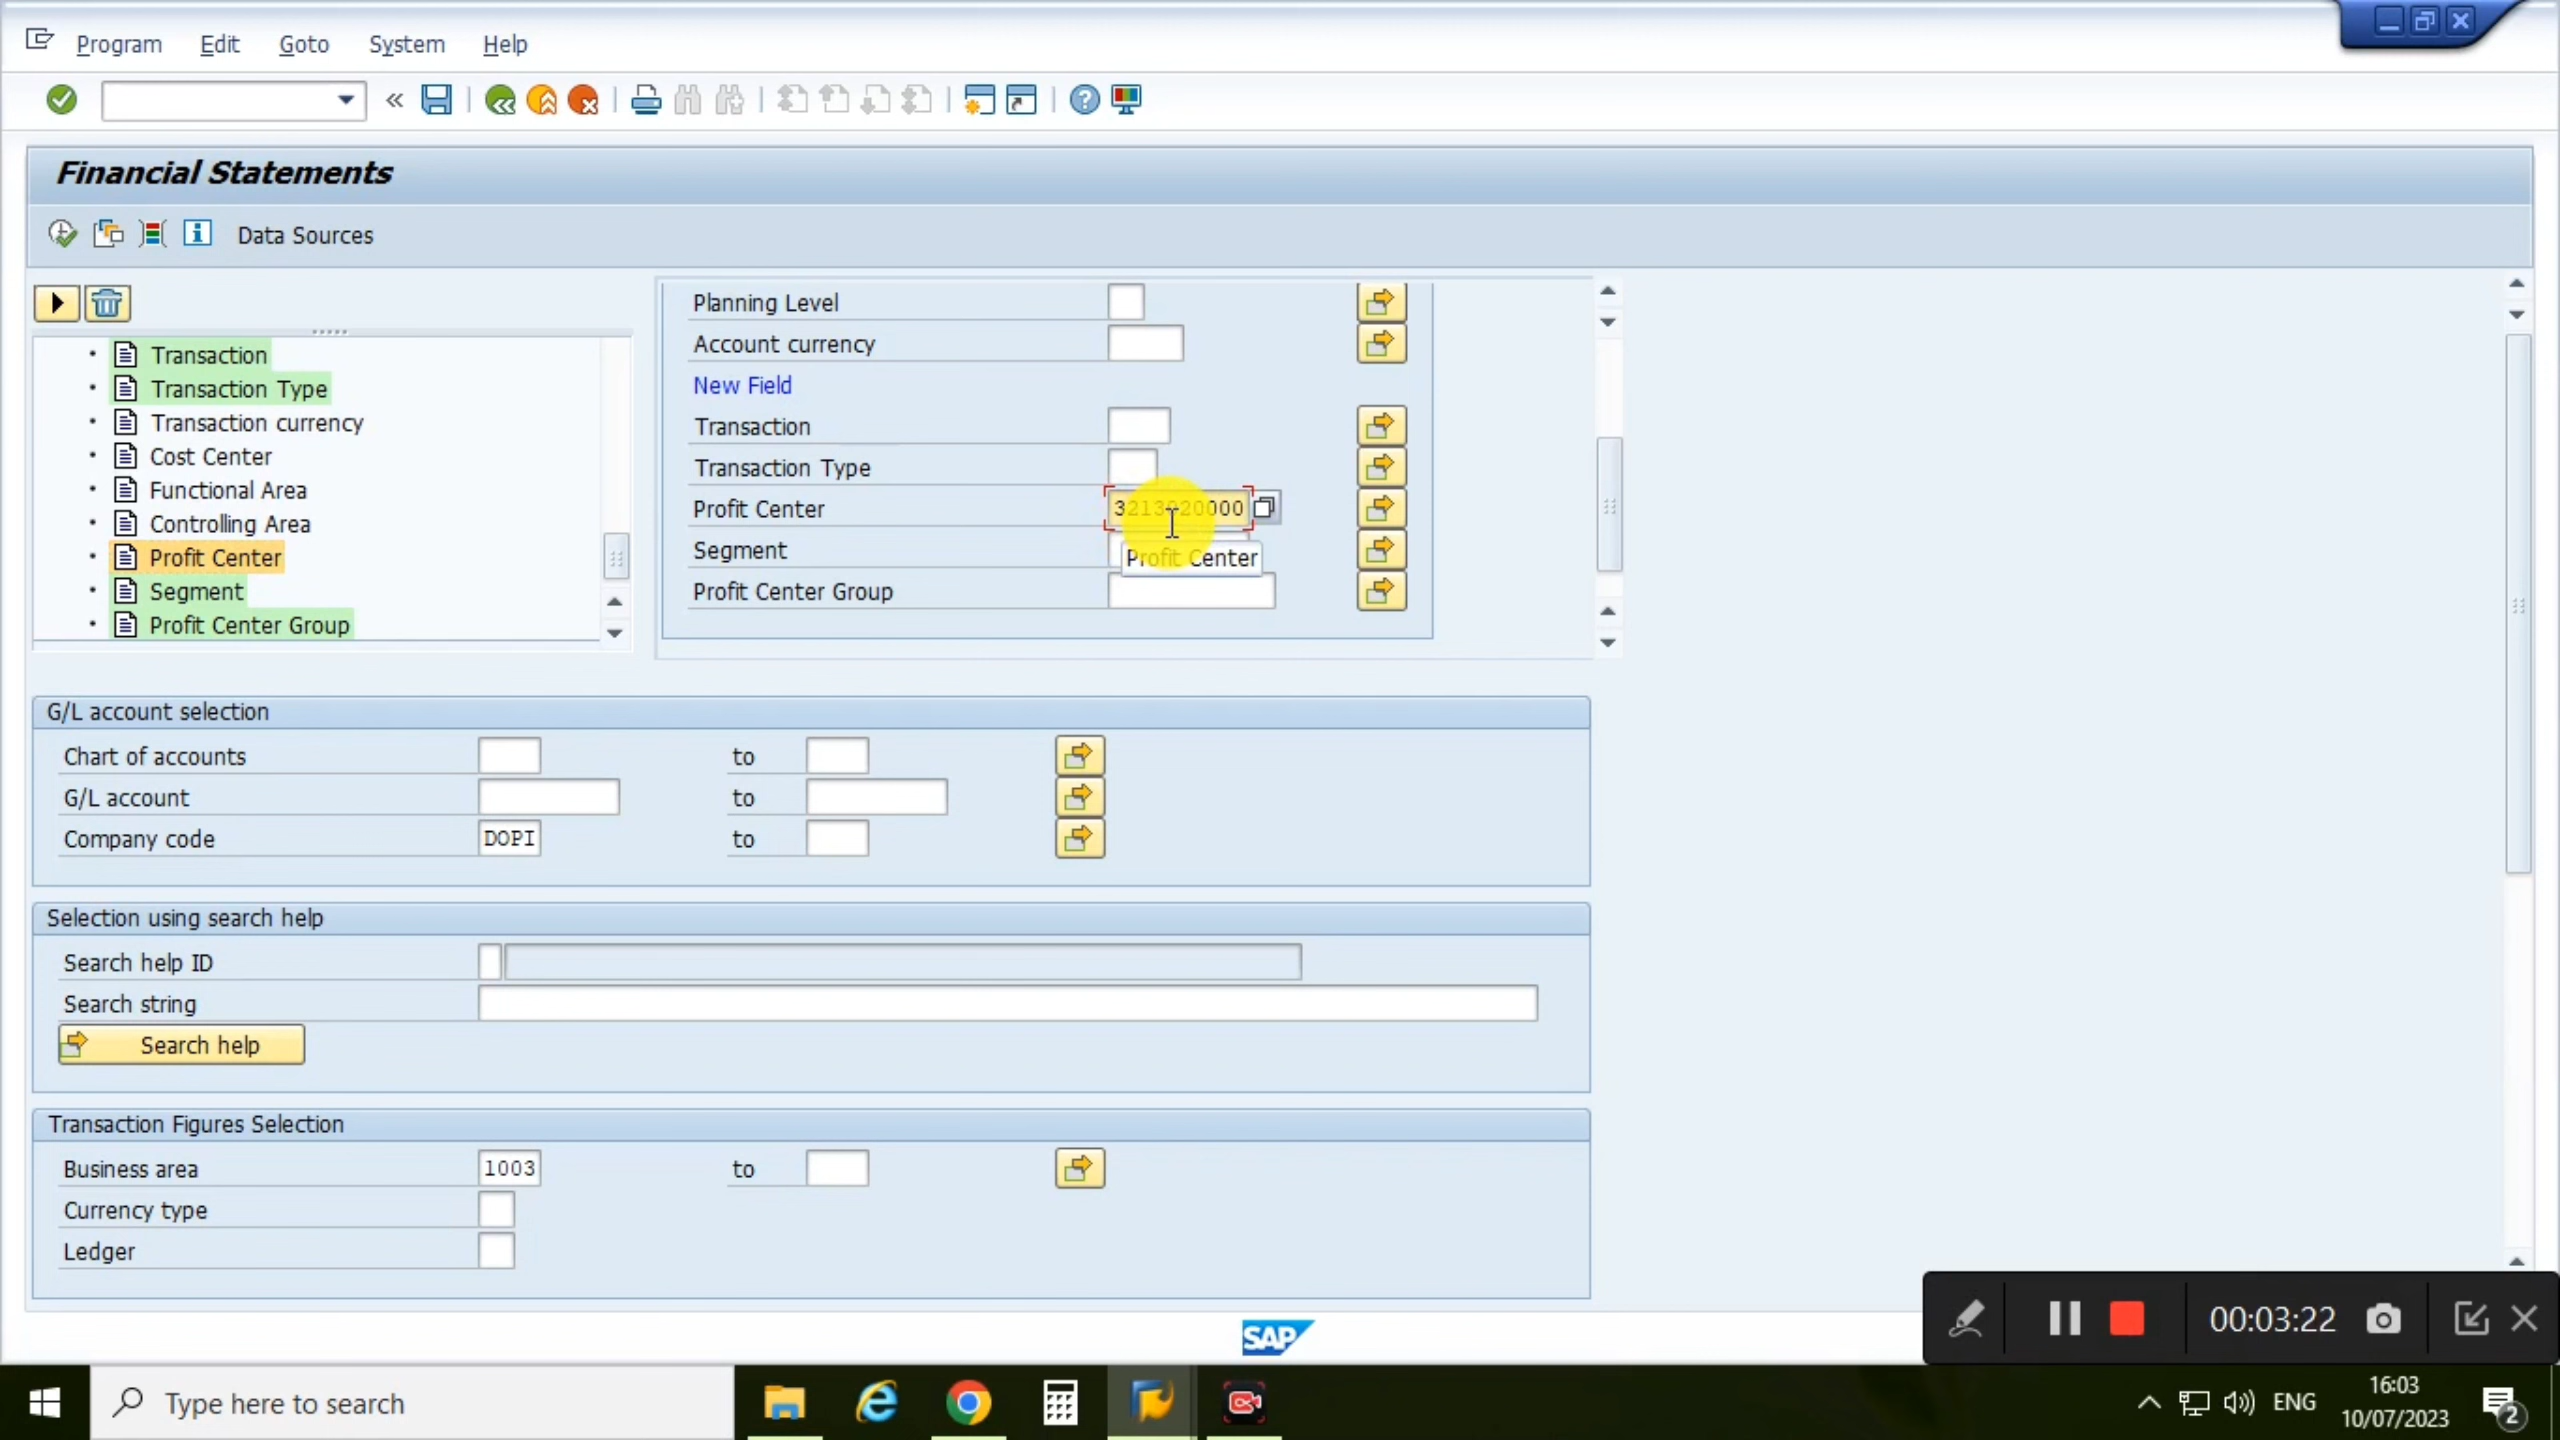 Program Edit Goto System Help
Financial Statements
Data Sources
Transaction
Transaction Type
Transaction currency
Cost Center
Functional Area
Controlling Area
Profit Center
Segment
Profit Center Group
Planning Level
Account currency
New Field
Transaction
Transaction Type
Profit Center 3213020000
Segment
Profit Center
Profit Center Group
G/L account selection
Chart of accounts to
G/L account to
Company code DOPI to
Selection using search help
Search help ID
Search string
Search help
Transaction Figures Selection
Business area 1003 to
Currency type
Ledger
SAP
00:03:22
Type here to search
ENG
16:03
10/07/2023
2